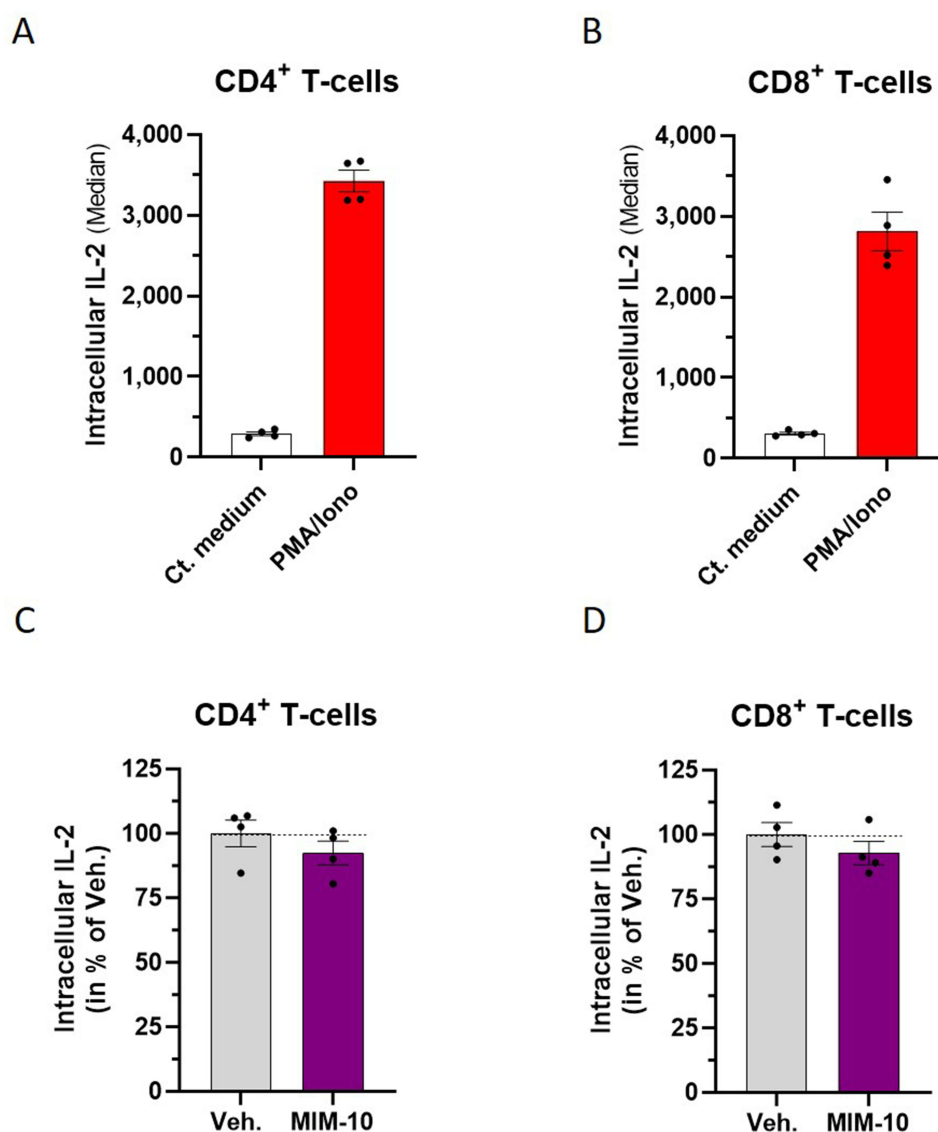 A
CD4⁺ T-cells
Intracellular IL-2 (Median)
4,000
3,000
2,000
1,000
0
Ct. medium
PMA/Iono
B
CD8⁺ T-cells
Intracellular IL-2 (Median)
4,000
3,000
2,000
1,000
0
Ct. medium
PMA/Iono
C
CD4⁺ T-cells
Intracellular IL-2
(in % of Veh.)
125
100
75
50
25
0
Veh.
MIM-10
D
CD8⁺ T-cells
Intracellular IL-2
(in % of Veh.)
125
100
75
50
25
0
Veh.
MIM-10